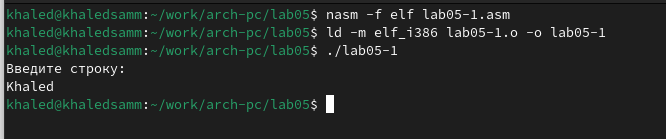 khaled@khaledsamm:~/work/arch-pc/lab05$ nasm -f elf lab05-1.asm
khaled@khaledsamm:~/work/arch-pc/lab05$ ld -m elf_i386 lab05-1.o -o lab05-1
khaled@khaledsamm:~/work/arch-pc/lab05$ ./lab05-1
Введите строку:
Khaled
khaled@khaledsamm:~/work/arch-pc/lab05$